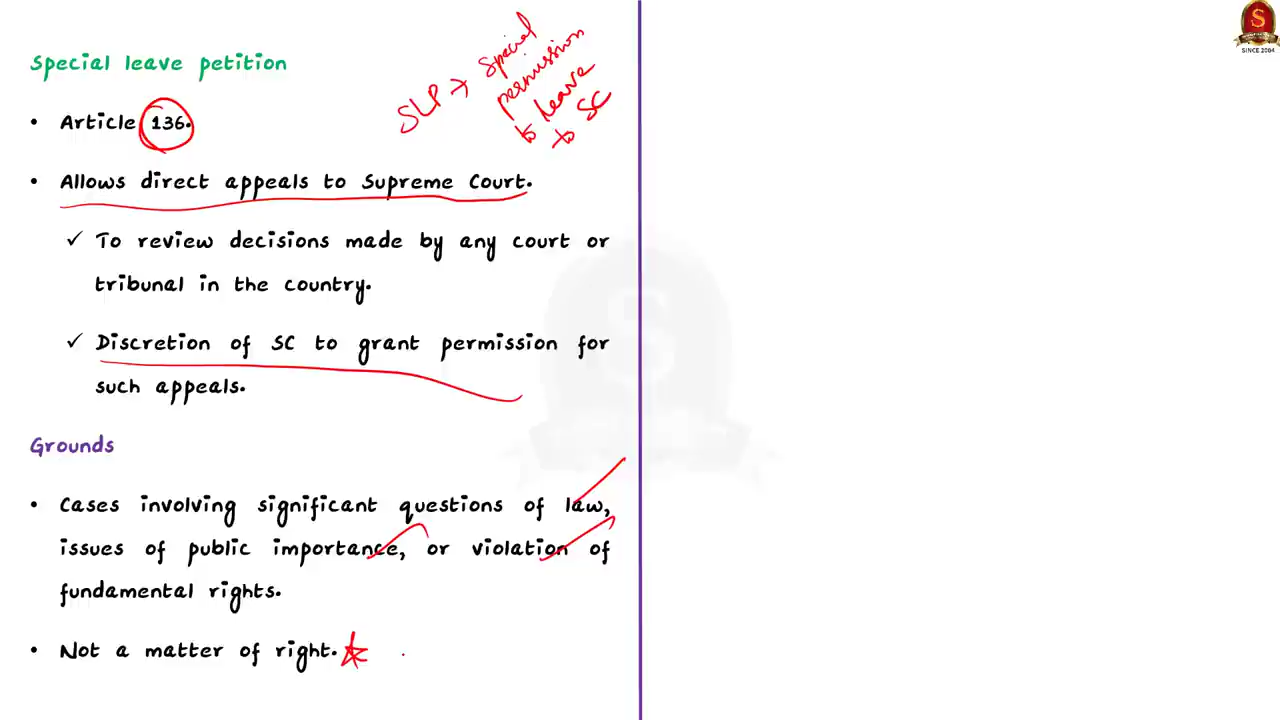 Special leave petition
• Article 136.
• Allows direct appeals to Supreme Court.
✓ To review decisions made by any court or
tribunal in the country.
✓ Discretion of SC to grant permission for
such appeals.
Grounds
• Cases involving significant questions of law,
issues of public importance, or violation of
fundamental rights.
• Not a matter of right.
SLP → Special
permission
to leave
to SC
S
SINCE 2004